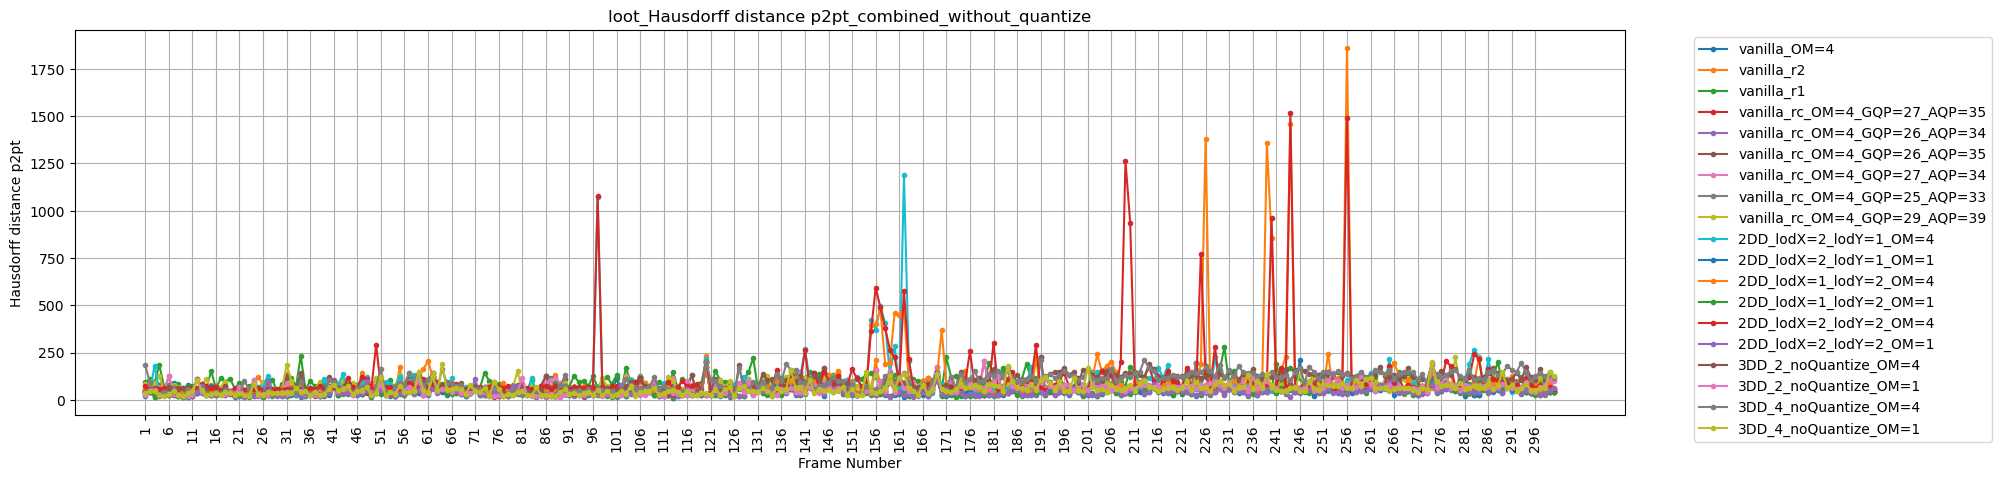 loot_Hausdorff distance p2pt_combined_without_quantize
Hausdorff distance p2pt
1750
1500
1250
1000
750
500
250
0
1 6 11 16 21 26 31 36 41 46 51 56 61 66 71 76 81 86 91 96 101 106 111 116 121 126 131 136 141 146 151 156 161 166 171 176 181 186 191 196 201 206 211 216 221 226 231 236 241 246 251 256 261 266 271 276 281 286 291 296
Frame Number
vanilla_OM=4
vanilla_r2
vanilla_r1
vanilla_rc_OM=4_GQP=27_AQP=35
vanilla_rc_OM=4_GQP=26_AQP=34
vanilla_rc_OM=4_GQP=26_AQP=35
vanilla_rc_OM=4_GQP=27_AQP=34
vanilla_rc_OM=4_GQP=25_AQP=33
vanilla_rc_OM=4_GQP=29_AQP=39
2DD_lodX=2_lodY=1_OM=4
2DD_lodX=2_lodY=1_OM=1
2DD_lodX=1_lodY=2_OM=4
2DD_lodX=1_lodY=2_OM=1
2DD_lodX=2_lodY=2_OM=4
2DD_lodX=2_lodY=2_OM=1
3DD_2_noQuantize_OM=4
3DD_2_noQuantize_OM=1
3DD_4_noQuantize_OM=4
3DD_4_noQuantize_OM=1